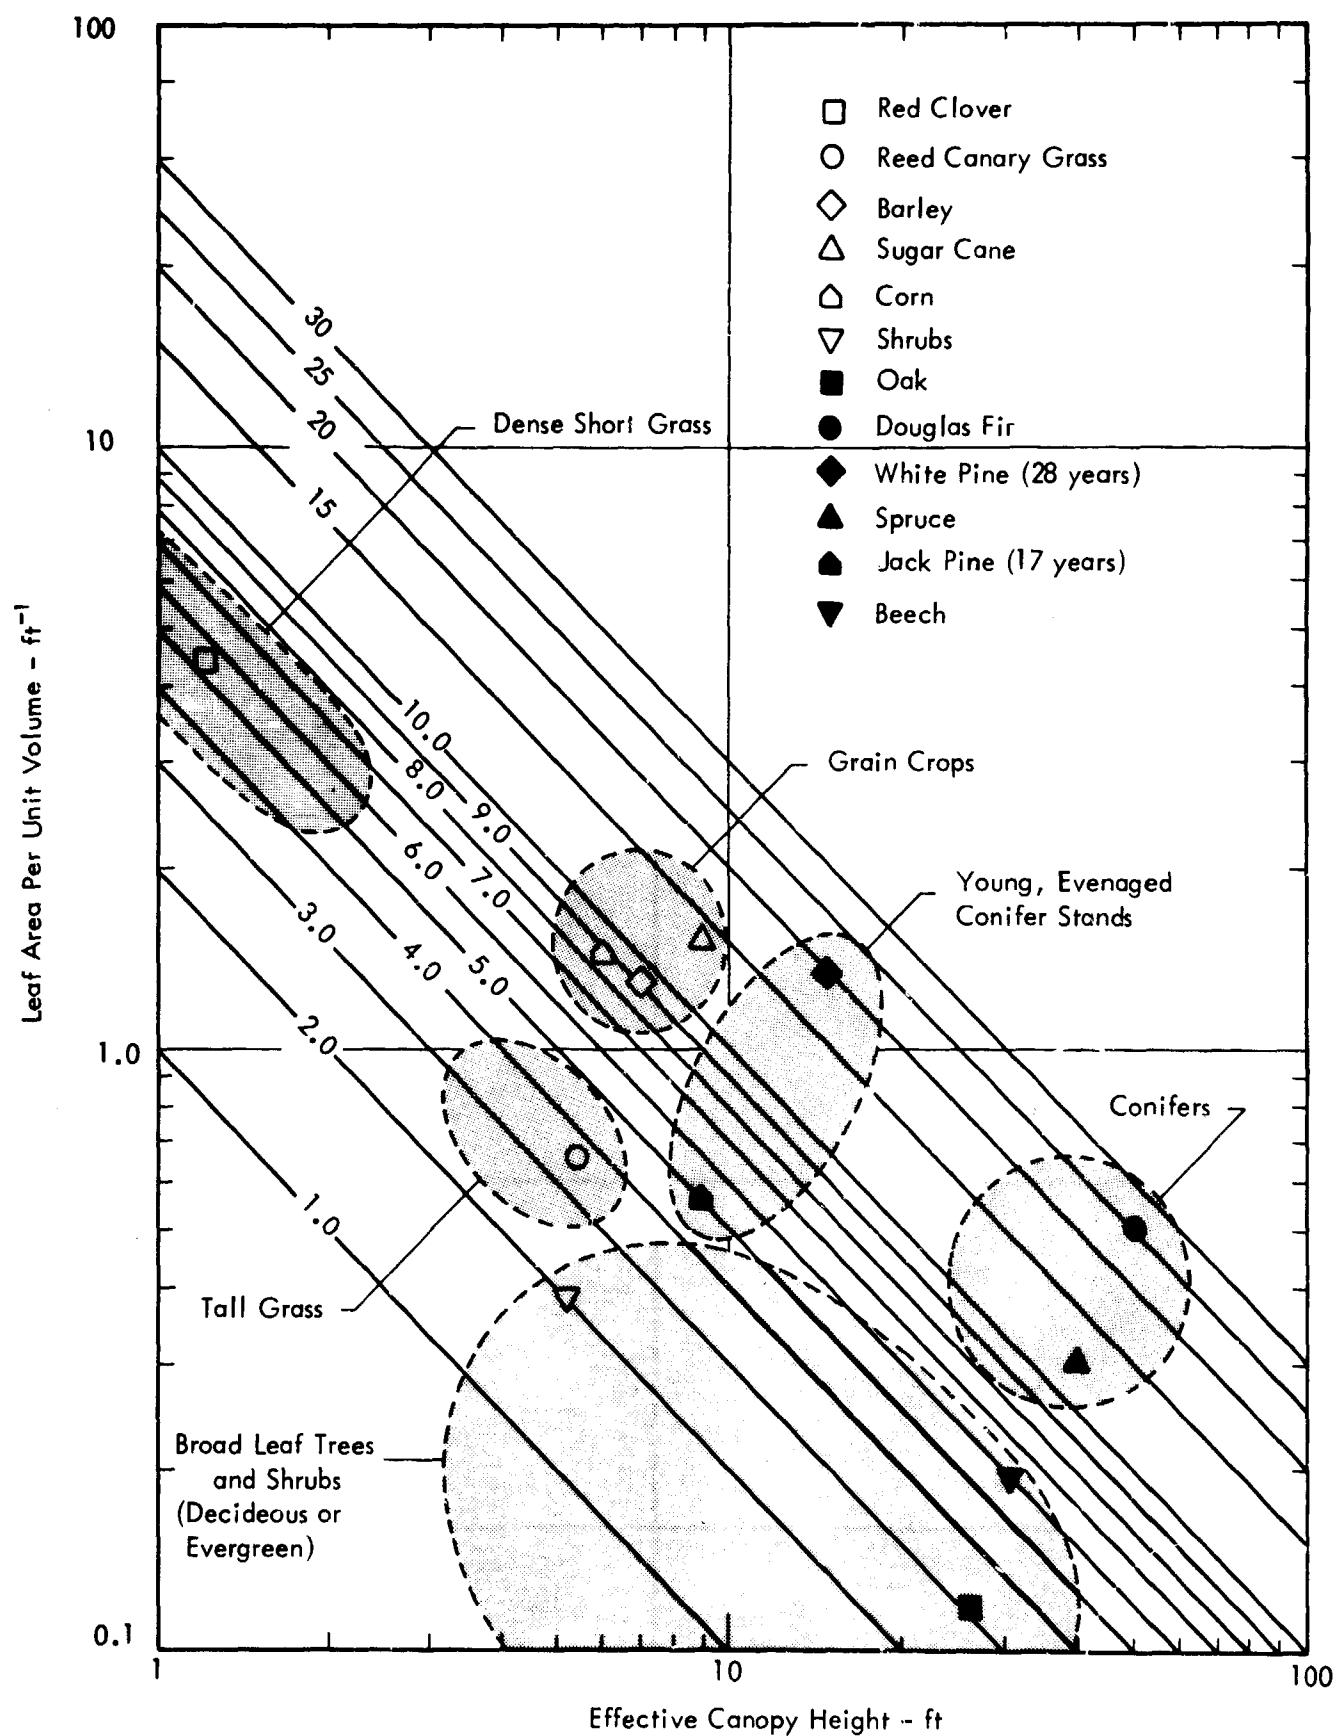 100
10
1.0
0.1
Leaf Area Per Unit Volume - ft⁻¹
Red Clover
Reed Canary Grass
Barley
Sugar Cane
Corn
Shrubs
Oak
Douglas Fir
White Pine (28 years)
Spruce
Jack Pine (17 years)
Beech
30
25
20
15
Dense Short Grass
10.0
9.0
8.0
7.0
6.0
5.0
4.0
3.0
2.0
1.0
Grain Crops
Young, Evenaged
Conifer Stands
Conifers
Tall Grass
Broad Leaf Trees
and Shrubs
(Decideous or
Evergreen)
1
10
100
Effective Canopy Height - ft